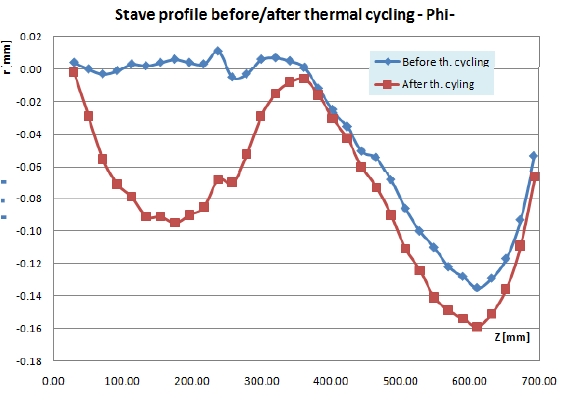 Stave profile before/after thermal cycling - Phi-
r [mm]
0.02
0.00
-0.02
-0.04
-0.06
-0.08
-0.10
-0.12
-0.14
-0.16
-0.18
Before th. cycling
After th. cyling
Z [mm]
0.00 100.00 200.00 300.00 400.00 500.00 600.00 700.00